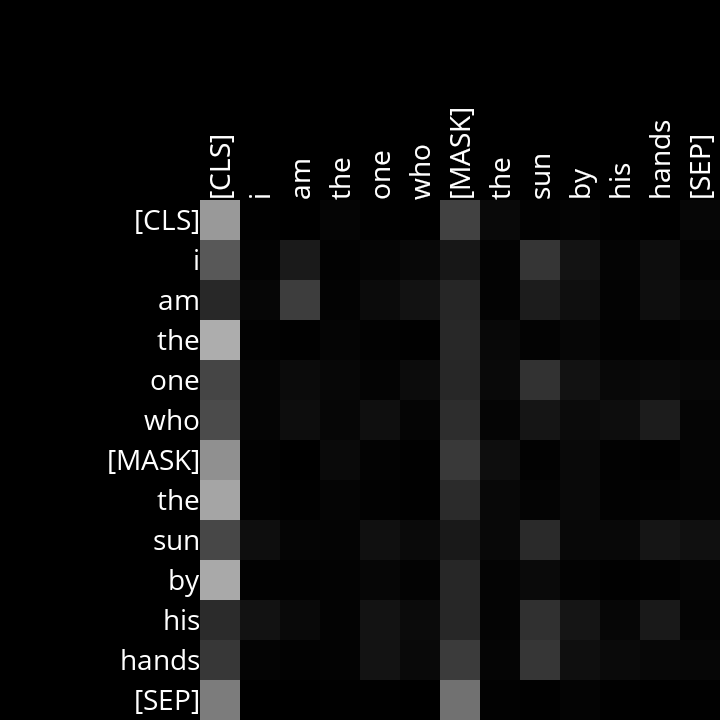 [CLS] i am the one who [MASK] the sun by his hands [SEP]
[CLS]
i
am
the
one
who
[MASK]
the
sun
by
his
hands
[SEP]